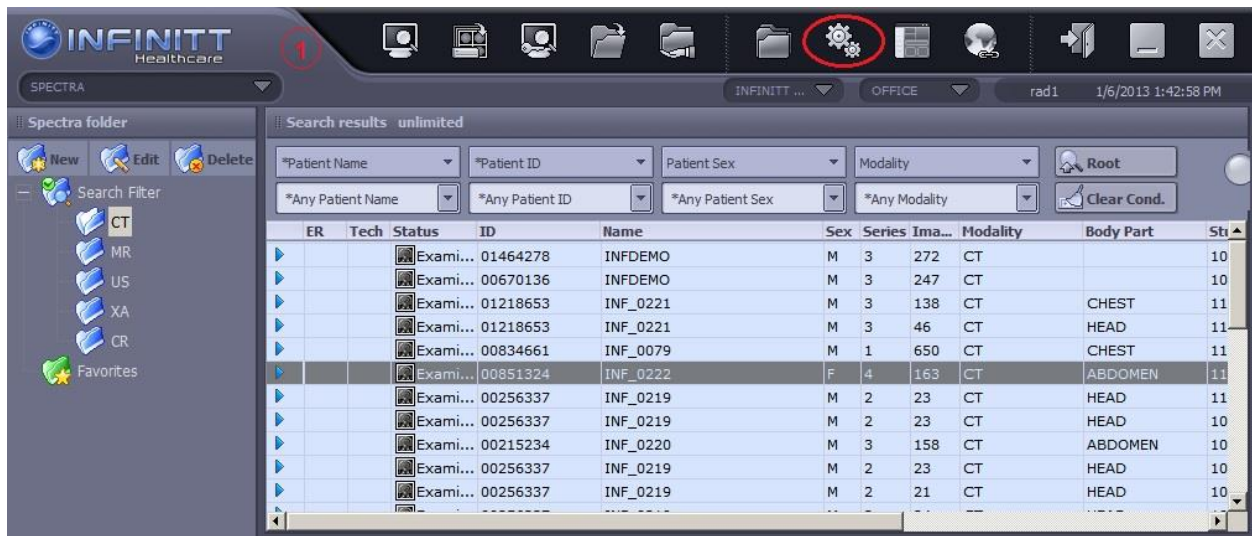 INFINITT
Healthcare
1
SPECTRA
INFINITT ...
OFFICE
rad1
1/6/2013 1:42:58 PM
Spectra folder
Search results unlimited
New Edit Delete
*Patient Name *Patient ID Patient Sex Modality Root
*Any Patient Name *Any Patient ID *Any Patient Sex *Any Modality Clear Cond.
Search Filter
CT
MR
US
XA
CR
Favorites
ER Tech Status ID Name Sex Series Ima... Modality Body Part
Exami... 01464278 INFDEMO M 3 272 CT 10
Exami... 00670136 INFDEMO M 3 247 CT 10
Exami... 01218653 INF_0221 M 3 138 CT CHEST 11
Exami... 01218653 INF_0221 M 3 46 CT HEAD 11
Exami... 00834661 INF_0079 M 1 650 CT CHEST 11
Exami... 00851324 INF_0222 F 4 163 CT ABDOMEN 11
Exami... 00256337 INF_0219 M 2 23 CT HEAD 11
Exami... 00256337 INF_0219 M 2 23 CT HEAD 10
Exami... 00215234 INF_0220 M 3 158 CT ABDOMEN 10
Exami... 00256337 INF_0219 M 2 23 CT HEAD 10
Exami... 00256337 INF_0219 M 2 21 CT HEAD 10